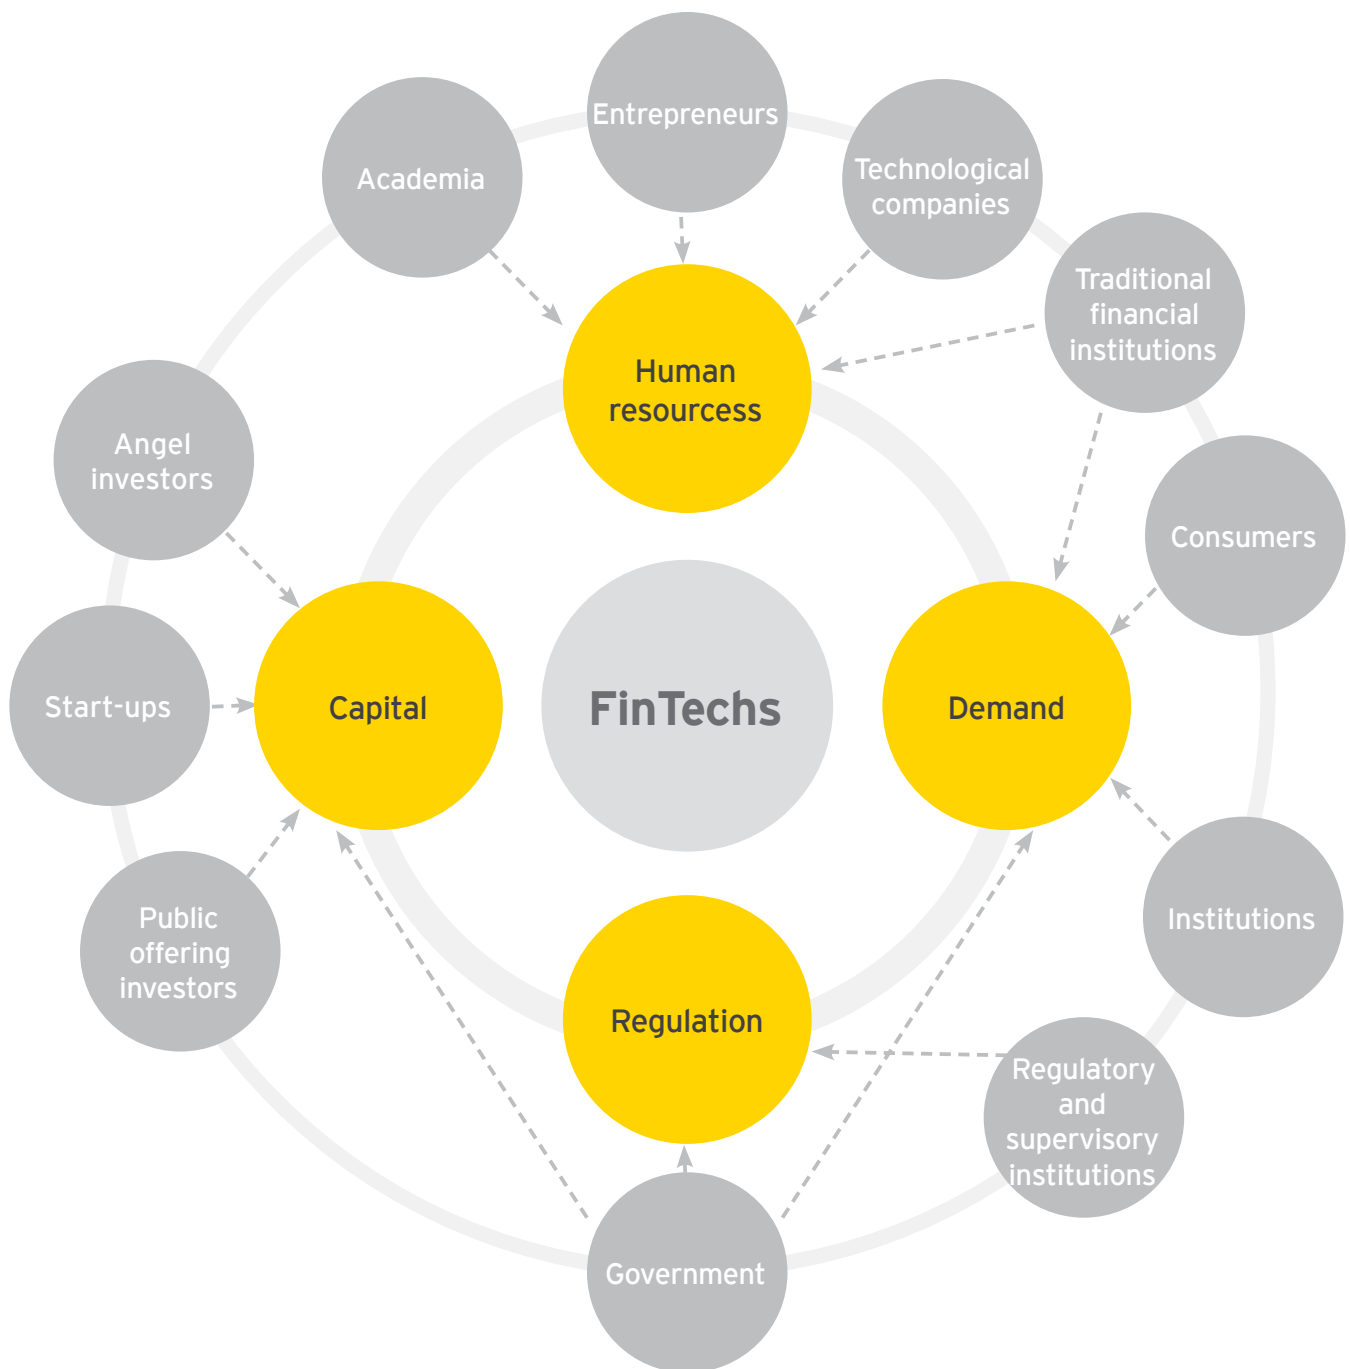 Entrepreneurs
Academia
Technological
companies
Traditional
financial
institutions
Human
resourcess
Angel
investors
Consumers
Start-ups
Capital
FinTechs
Demand
Public
offering
investors
Institutions
Regulation
Regulatory
and
supervisory
institutions
Government